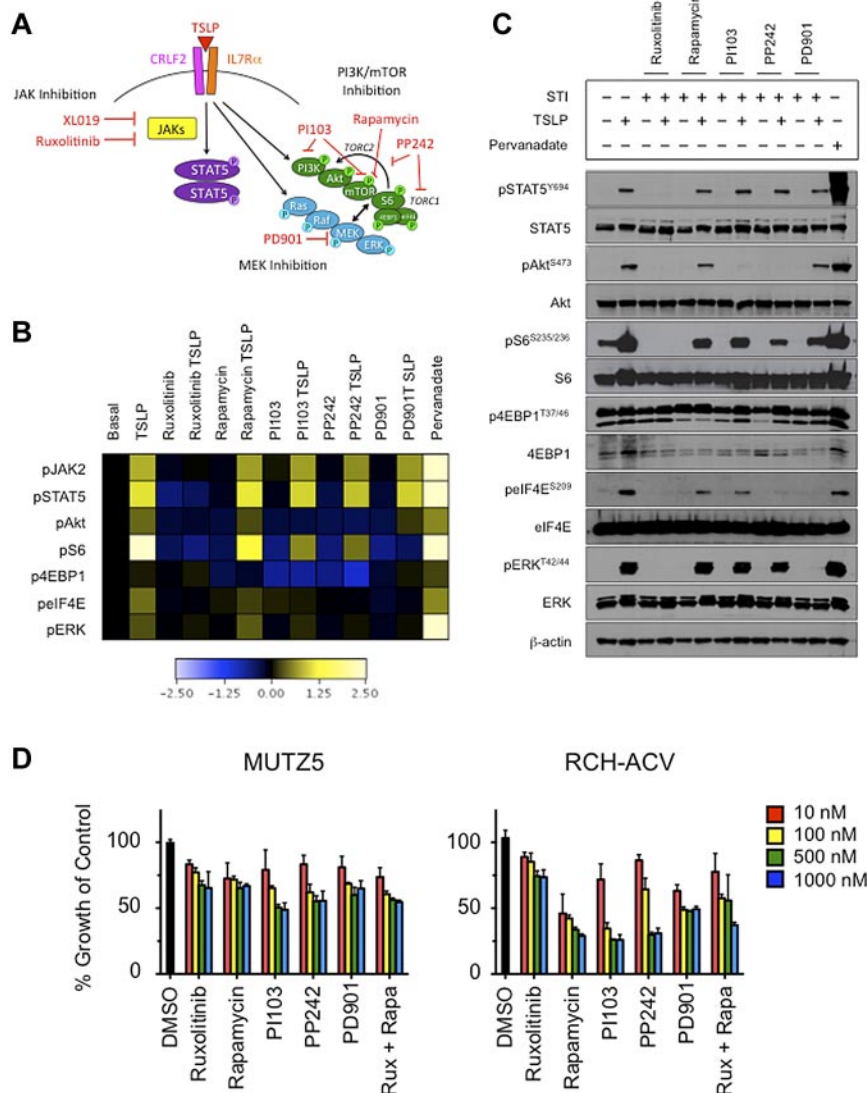 A
TSLP
CRLF2
IL7Rα
JAK Inhibition
PI3K/mTOR
Inhibition
XL019
Ruxolitinib
JAKs
STAT5
STAT5
P
P
PI103
Rapamycin
PP242
TORC2
PI3K
Akt
mTOR
S6
TORC1
Ras
Raf
MEK
ERK
PD901
MEK Inhibition
B
Basal
TSLP
Ruxolitinib
Ruxolitinib TSLP
Rapamycin
Rapamycin TSLP
PI103
PI103 TSLP
PP242
PP242 TSLP
PD901
PD901T SLP
Pervanadate
pJAK2
pSTAT5
pAkt
pS6
p4EBP1
peIF4E
pERK
-2.50 -1.25 0.00 1.25 2.50
C
Ruxolitinib
Rapamycin
PI103
PP242
PD901
STI – – + + + + + + + + + + –
TSLP – + – + – + – + – + – + –
Pervanadate +
pSTAT5Y694
STAT5
pAktS473
Akt
pS6S235/236
S6
p4EBP1T37/46
4EBP1
peIF4ES209
eIF4E
pERKT42/44
ERK
β-actin
D
MUTZ5
% Growth of Control
100
50
0
DMSO
Ruxolitinib
Rapamycin
PI103
PP242
PD901
Rux + Rapa
RCH-ACV
100
50
0
DMSO
Ruxolitinib
Rapamycin
PI103
PP242
PD901
Rux + Rapa
10 nM
100 nM
500 nM
1000 nM